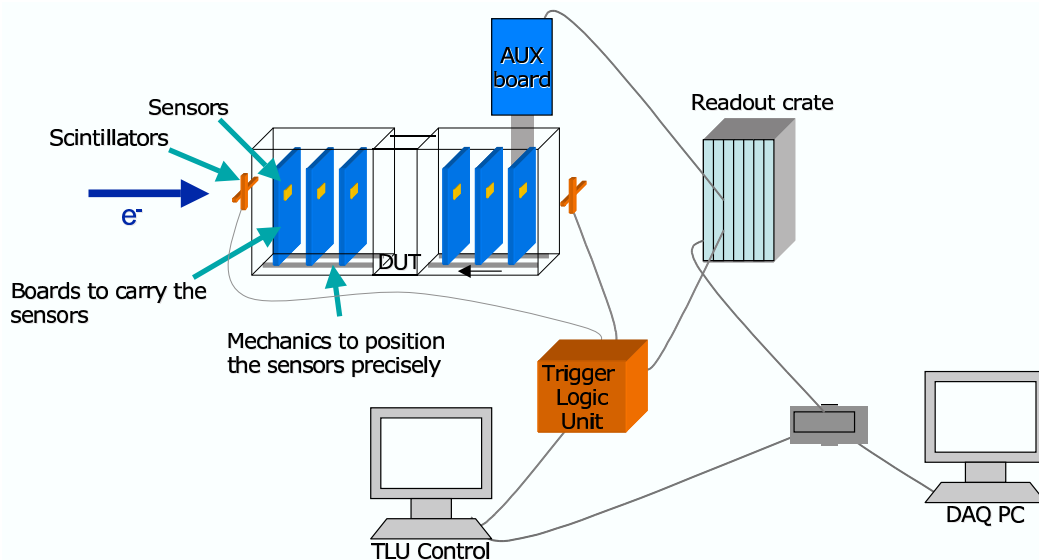 AUX
board
Readout crate
Sensors
Scintillators
e-
DUT
Boards to carry the
sensors
Mechanics to position
the sensors precisely
Trigger
Logic
Unit
TLU Control
DAQ PC